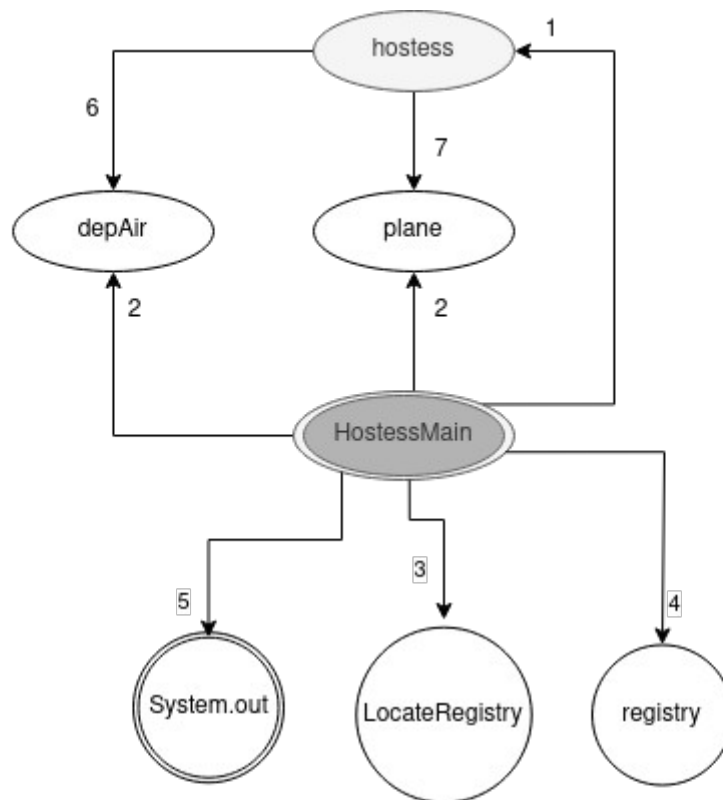 1
hostess
6
7
depAir
plane
2
2
HostessMain
3
5
4
System.out
LocateRegistry
registry